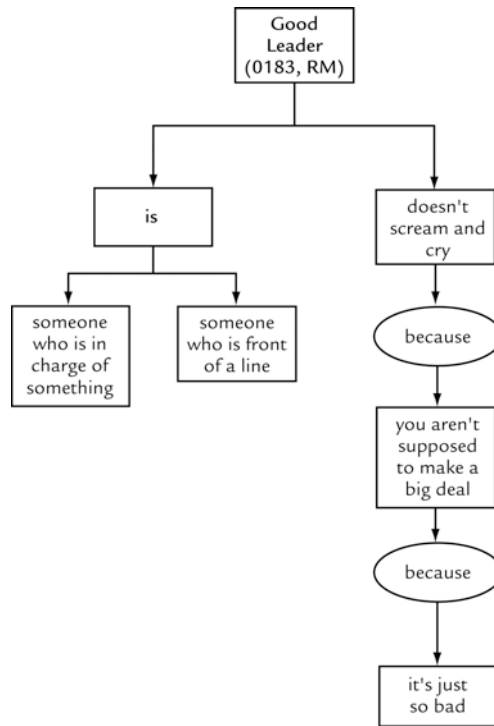 Good
Leader
(0183, RM)
is
doesn't
scream and
cry
someone
who is in
charge of
something
someone
who is front
of a line
because
you aren't
supposed
to make a
big deal
because
it's just
so bad